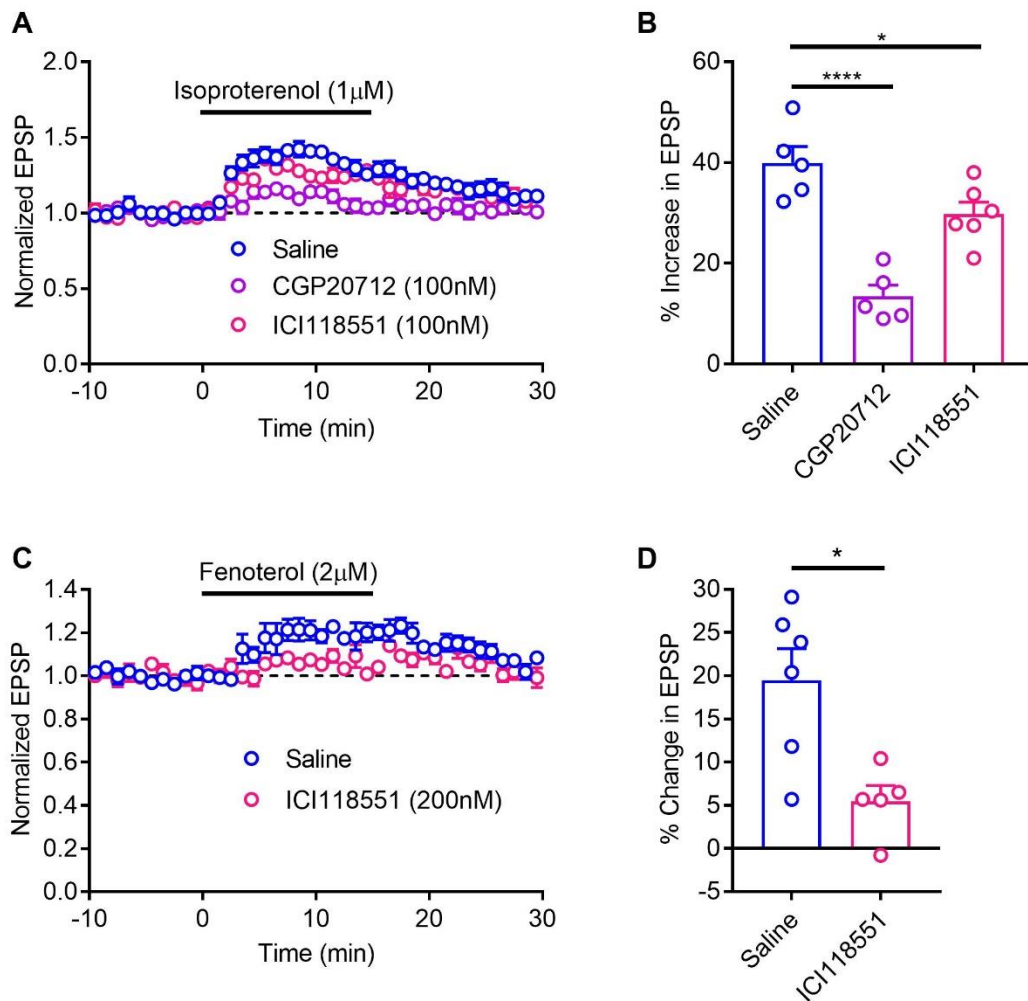 A
Normalized EPSP
2.0
1.5
1.0
0.5
0.0
Isoproterenol (1μM)
Saline
CGP20712 (100nM)
ICI118551 (100nM)
-10
0
10
20
30
Time (min)
B
% Increase in EPSP
60
40
20
0
*
****
Saline
CGP20712
ICI118551
C
Normalized EPSP
1.4
1.2
1.0
0.8
0.6
0.4
0.2
0.0
Fenoterol (2μM)
Saline
ICI118551 (200nM)
-10
0
10
20
30
Time (min)
D
% Change in EPSP
30
25
20
15
10
5
0
-5
*
Saline
ICI118551